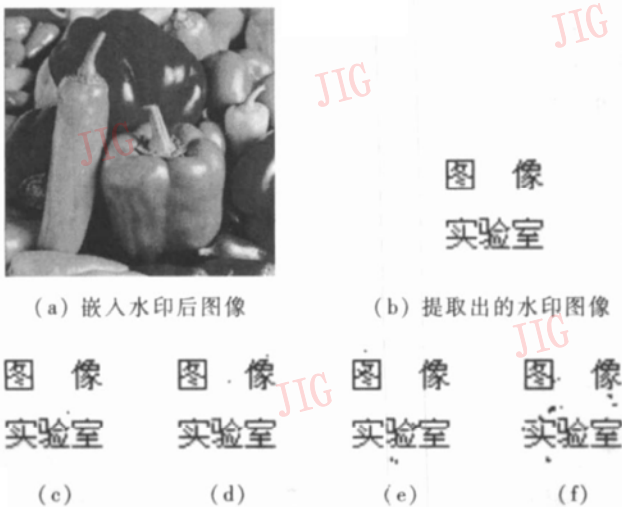 JIG
JIG
JIG
图 像
实验室
(a) 嵌入水印后图像
(b) 提取出的水印图像
JIG
JIG
图 像
实验室
(c)
图 像
实验室
(d)
图 像
实验室
(e)
图 像
实验室
(f)